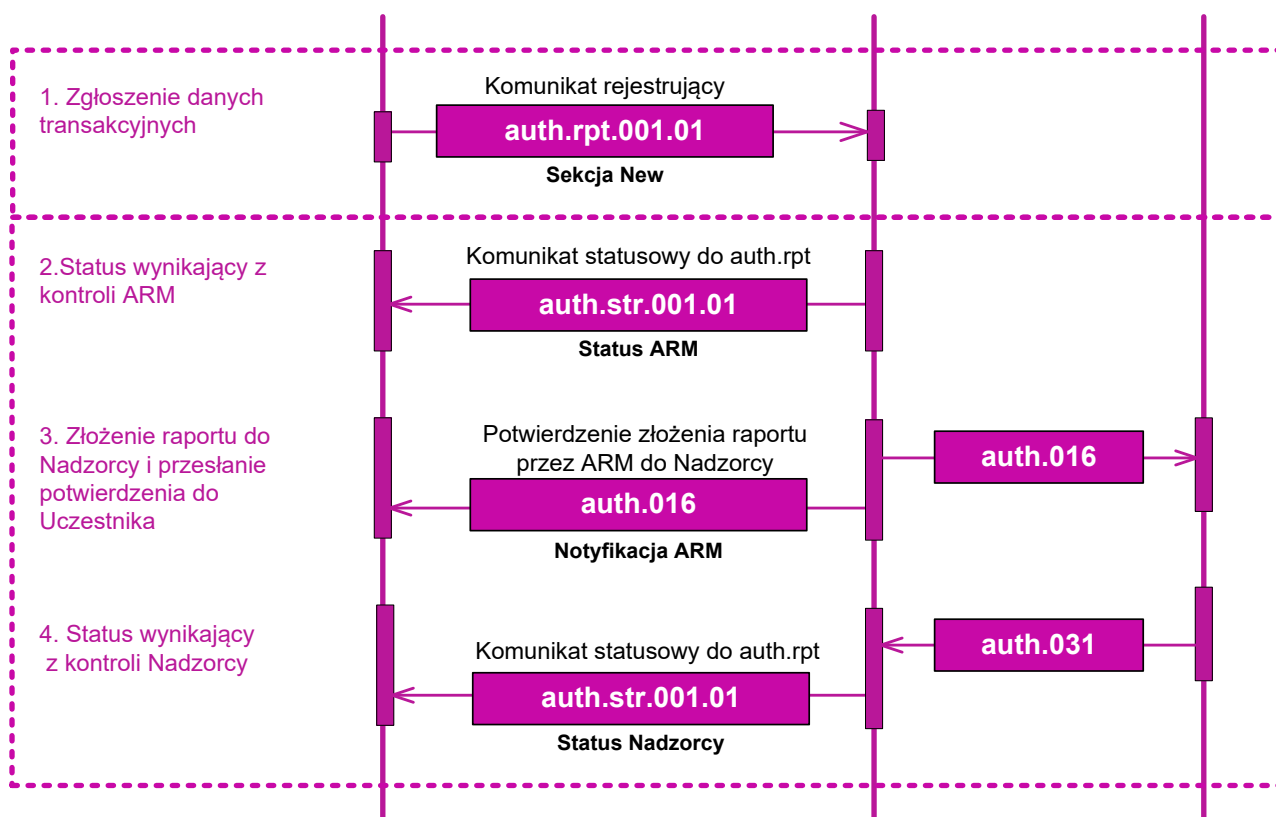 1. Zgłoszenie danych
transakcyjnych
Komunikat rejestrujący
auth.rpt.001.01
Sekcja New
2.Status wynikający z
kontroli ARM
Komunikat statusowy do auth.rpt
auth.str.001.01
Status ARM
3. Złożenie raportu do
Nadzorcy i przesłanie
potwierdzenia do
Uczestnika
Potwierdzenie złożenia raportu
przez ARM do Nadzorcy
auth.016
Notyfikacja ARM
auth.016
4. Status wynikający
z kontroli Nadzorcy
Komunikat statusowy do auth.rpt
auth.str.001.01
Status Nadzorcy
auth.031